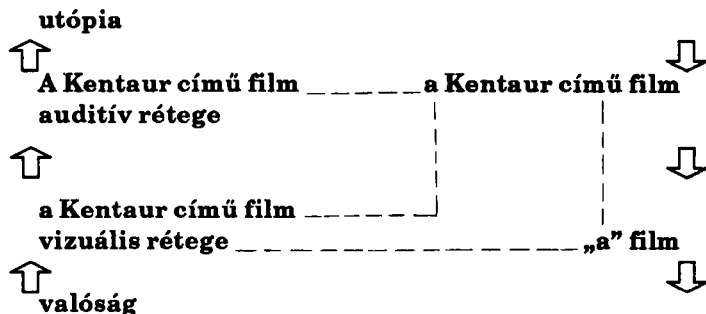 utópia
A Kentaur című film a Kentaur című film
auditív rétege
a Kentaur című film
vizuális rétege „a” film
valóság